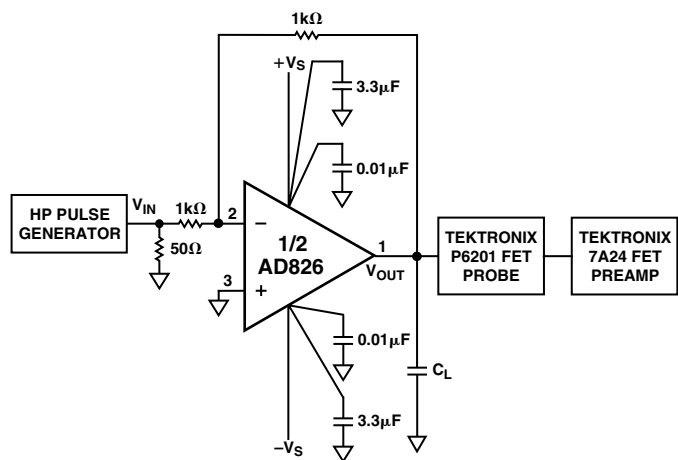 1kΩ
+VS
3.3µF
0.01µF
HP PULSE
GENERATOR
VIN
1kΩ
50Ω
2
−
3
+
1/2
AD826
1
VOUT
TEKTRONIX
P6201 FET
PROBE
TEKTRONIX
7A24 FET
PREAMP
0.01µF
CL
3.3µF
−VS